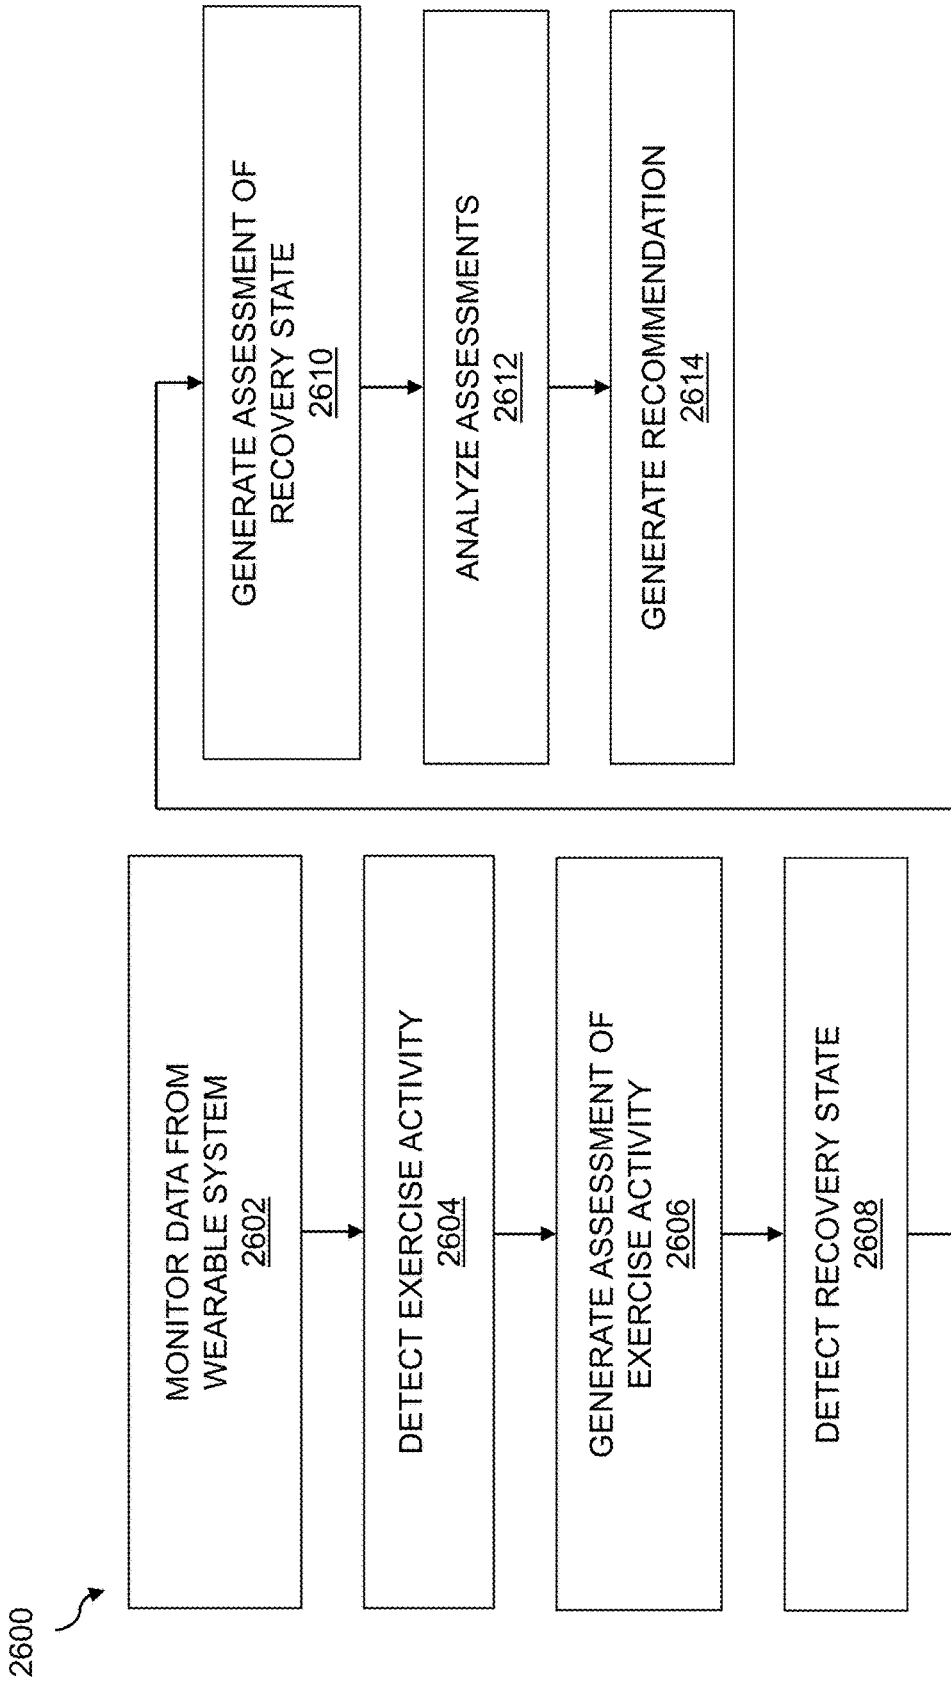 2600
MONITOR DATA FROM
WEARABLE SYSTEM
2602
DETECT EXERCISE ACTIVITY
2604
GENERATE ASSESSMENT OF
EXERCISE ACTIVITY
2606
DETECT RECOVERY STATE
2608
GENERATE ASSESSMENT OF
RECOVERY STATE
2610
ANALYZE ASSESSMENTS
2612
GENERATE RECOMMENDATION
2614